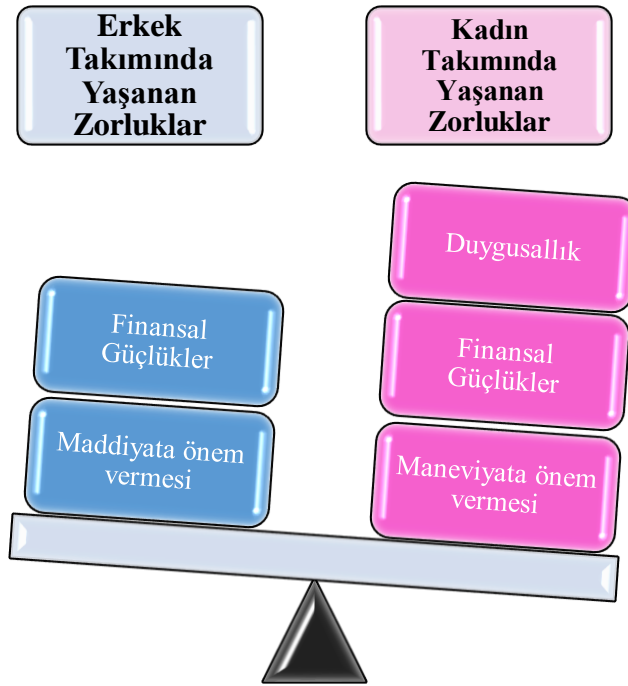 Erkek
Takımında
Yaşanan
Zorluklar
Kadın
Takımında
Yaşanan
Zorluklar
Finansal
Güçlükler
Maddiyata önem
vermesi
Duygusallık
Finansal
Güçlükler
Maneviyata önem
vermesi